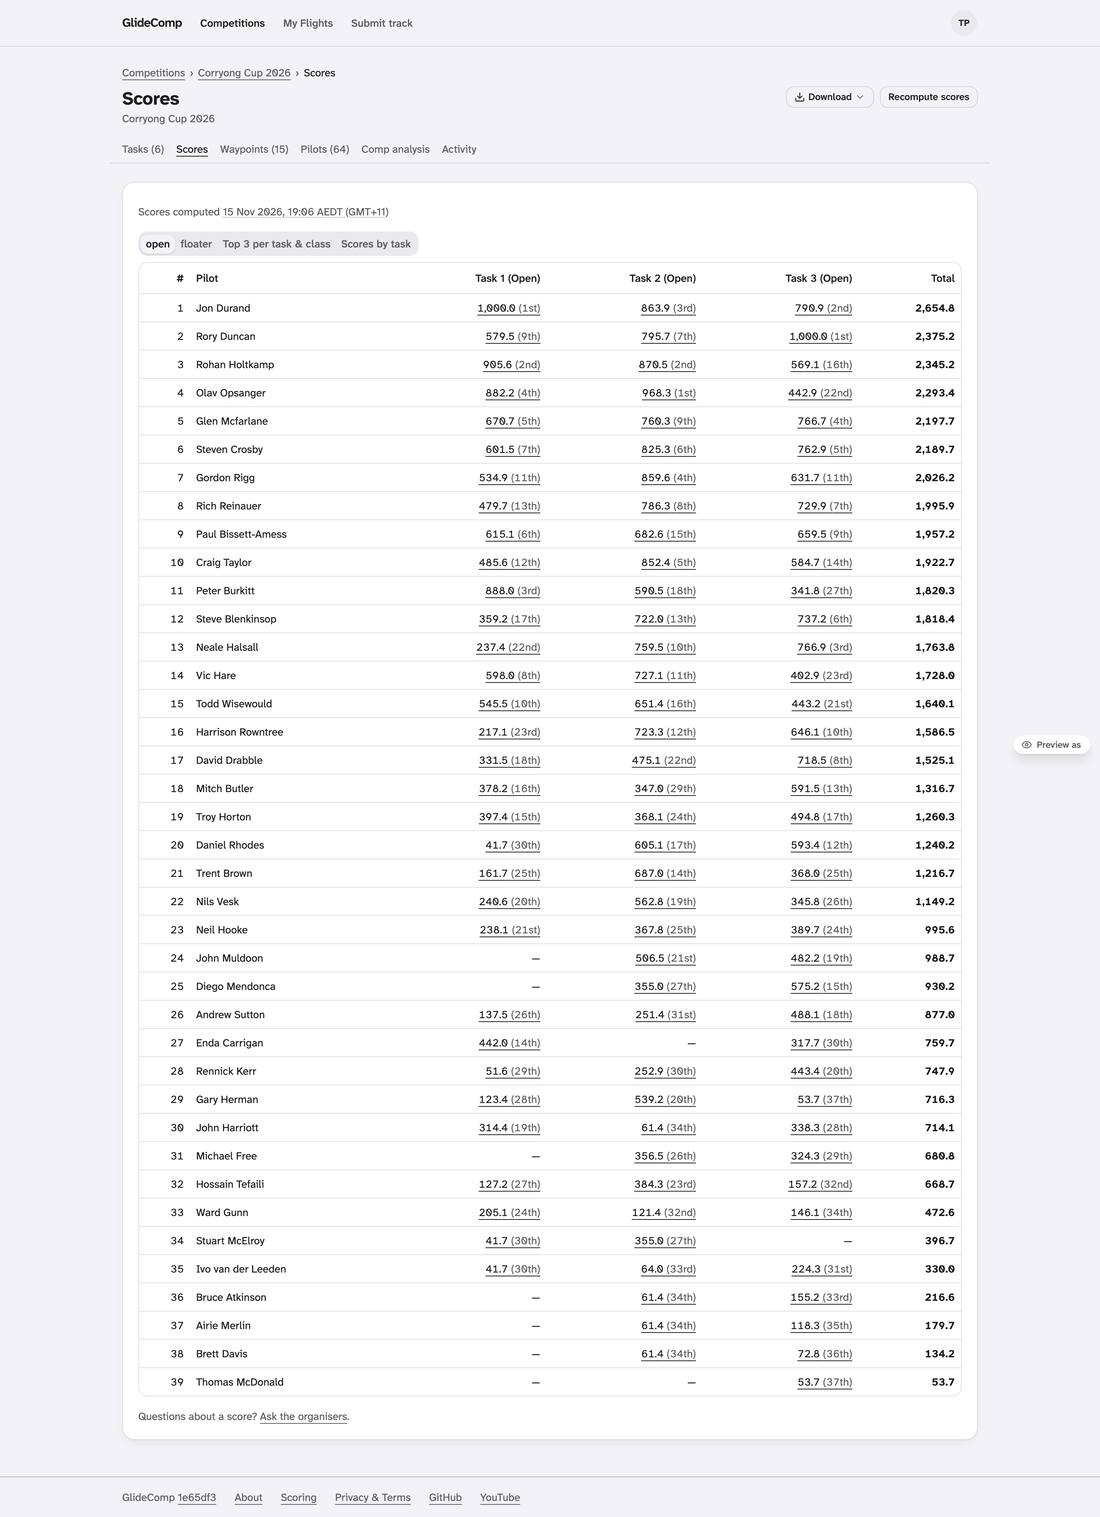 GlideComp Competitions My Flights Submit track TP
Competitions › Corryong Cup 2026 › Scores
Scores
Download Recompute scores
Corryong Cup 2026
Tasks (6) Scores Waypoints (15) Pilots (64) Comp analysis Activity
Scores computed 15 Nov 2026, 19:06 AEDT (GMT+11)
open floater Top 3 per task & class Scores by task
# Pilot Task 1 (Open) Task 2 (Open) Task 3 (Open) Total
1 Jon Durand 1,000.0 (1st) 863.9 (3rd) 790.9 (2nd) 2,654.8
2 Rory Duncan 579.5 (9th) 795.7 (7th) 1,000.0 (1st) 2,375.2
3 Rohan Holtkamp 905.6 (2nd) 870.5 (2nd) 569.1 (16th) 2,345.2
4 Olav Opsanger 882.2 (4th) 968.3 (1st) 442.9 (22nd) 2,293.4
5 Glen Mcfarlane 670.7 (5th) 760.3 (9th) 766.7 (4th) 2,197.7
6 Steven Crosby 601.5 (7th) 825.3 (6th) 762.9 (5th) 2,189.7
7 Gordon Rigg 534.9 (11th) 859.6 (4th) 631.7 (11th) 2,026.2
8 Rich Reinauer 479.7 (13th) 786.3 (8th) 729.9 (7th) 1,995.9
9 Paul Bissett-Amess 615.1 (6th) 682.6 (15th) 659.5 (9th) 1,957.2
10 Craig Taylor 485.6 (12th) 852.4 (5th) 584.7 (14th) 1,922.7
11 Peter Burkitt 888.0 (3rd) 590.5 (18th) 341.8 (27th) 1,820.3
12 Steve Blenkinsop 359.2 (17th) 722.0 (13th) 737.2 (6th) 1,818.4
13 Neale Halsall 237.4 (22nd) 759.5 (10th) 766.9 (3rd) 1,763.8
14 Vic Hare 598.0 (8th) 727.1 (11th) 402.9 (23rd) 1,728.0
15 Todd Wisewould 545.5 (10th) 651.4 (16th) 443.2 (21st) 1,640.1
16 Harrison Rowntree 217.1 (23rd) 723.3 (12th) 646.1 (10th) 1,586.5
Preview as
17 David Drabble 331.5 (18th) 475.1 (22nd) 718.5 (8th) 1,525.1
18 Mitch Butler 378.2 (16th) 347.0 (29th) 591.5 (13th) 1,316.7
19 Troy Horton 397.4 (15th) 368.1 (24th) 494.8 (17th) 1,260.3
20 Daniel Rhodes 41.7 (30th) 605.1 (17th) 593.4 (12th) 1,240.2
21 Trent Brown 161.7 (25th) 687.0 (14th) 368.0 (25th) 1,216.7
22 Nils Vesk 240.6 (20th) 562.8 (19th) 345.8 (26th) 1,149.2
23 Neil Hooke 238.1 (21st) 367.8 (25th) 389.7 (24th) 995.6
24 John Muldoon — 506.5 (21st) 482.2 (19th) 988.7
25 Diego Mendonca — 355.0 (27th) 575.2 (15th) 930.2
26 Andrew Sutton 137.5 (26th) 251.4 (31st) 488.1 (18th) 877.0
27 Enda Carrigan 442.0 (14th) — 317.7 (30th) 759.7
28 Rennick Kerr 51.6 (29th) 252.9 (30th) 443.4 (20th) 747.9
29 Gary Herman 123.4 (28th) 539.2 (20th) 53.7 (37th) 716.3
30 John Harriott 314.4 (19th) 61.4 (34th) 338.3 (28th) 714.1
31 Michael Free — 356.5 (26th) 324.3 (29th) 680.8
32 Hossain Tefaili 127.2 (27th) 384.3 (23rd) 157.2 (32nd) 668.7
33 Ward Gunn 205.1 (24th) 121.4 (32nd) 146.1 (34th) 472.6
34 Stuart McElroy 41.7 (30th) 355.0 (27th) — 396.7
35 Ivo van der Leeden 41.7 (30th) 64.0 (33rd) 224.3 (31st) 330.0
36 Bruce Atkinson — 61.4 (34th) 155.2 (33rd) 216.6
37 Airie Merlin — 61.4 (34th) 118.3 (35th) 179.7
38 Brett Davis — 61.4 (34th) 72.8 (36th) 134.2
39 Thomas McDonald — — 53.7 (37th) 53.7
Questions about a score? Ask the organisers.
GlideComp 1e65df3 About Scoring Privacy & Terms GitHub YouTube